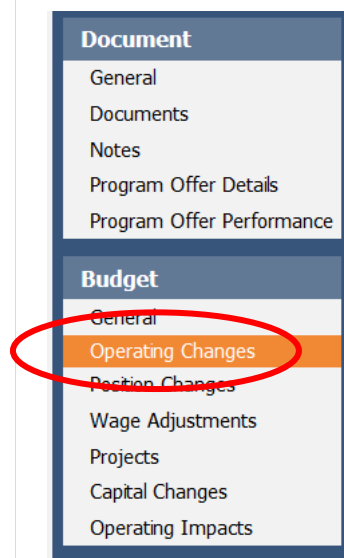 Document
General
Documents
Notes
Program Offer Details
Program Offer Performance
Budget
General
Operating Changes
Position Changes
Wage Adjustments
Projects
Capital Changes
Operating Impacts